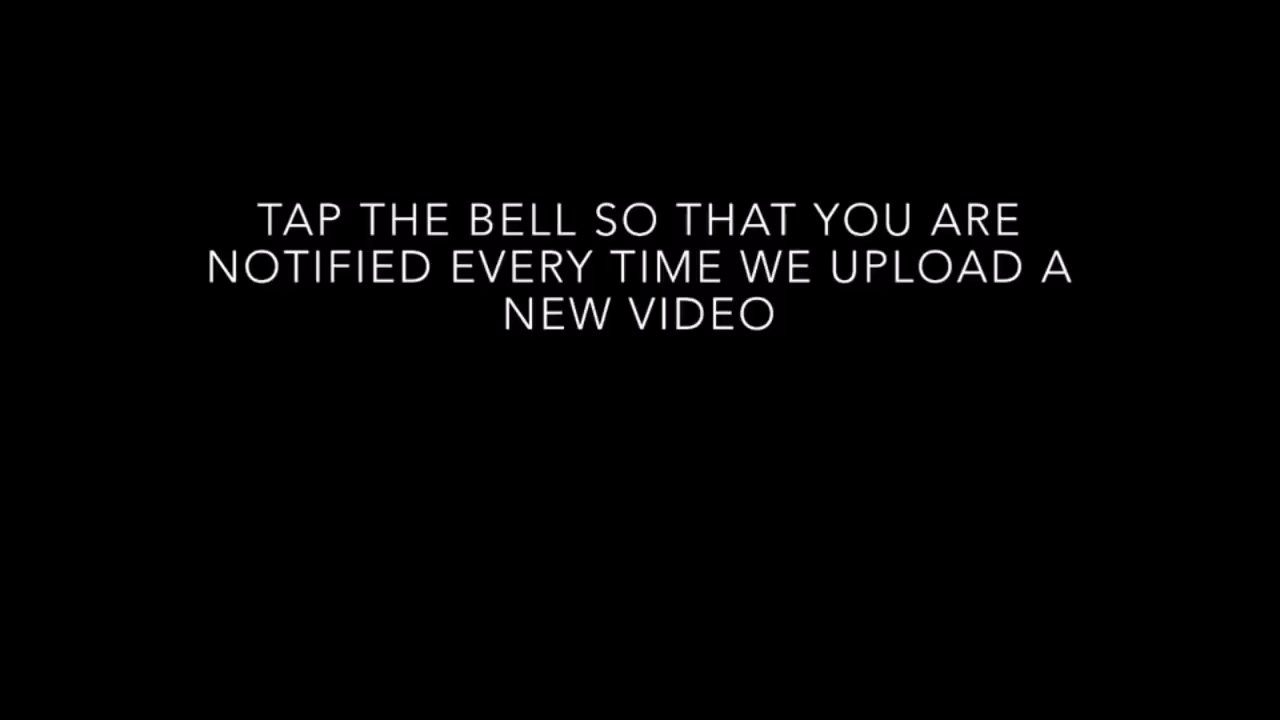 TAP THE BELL SO THAT YOU ARE
NOTIFIED EVERY TIME WE UPLOAD A
NEW VIDEO